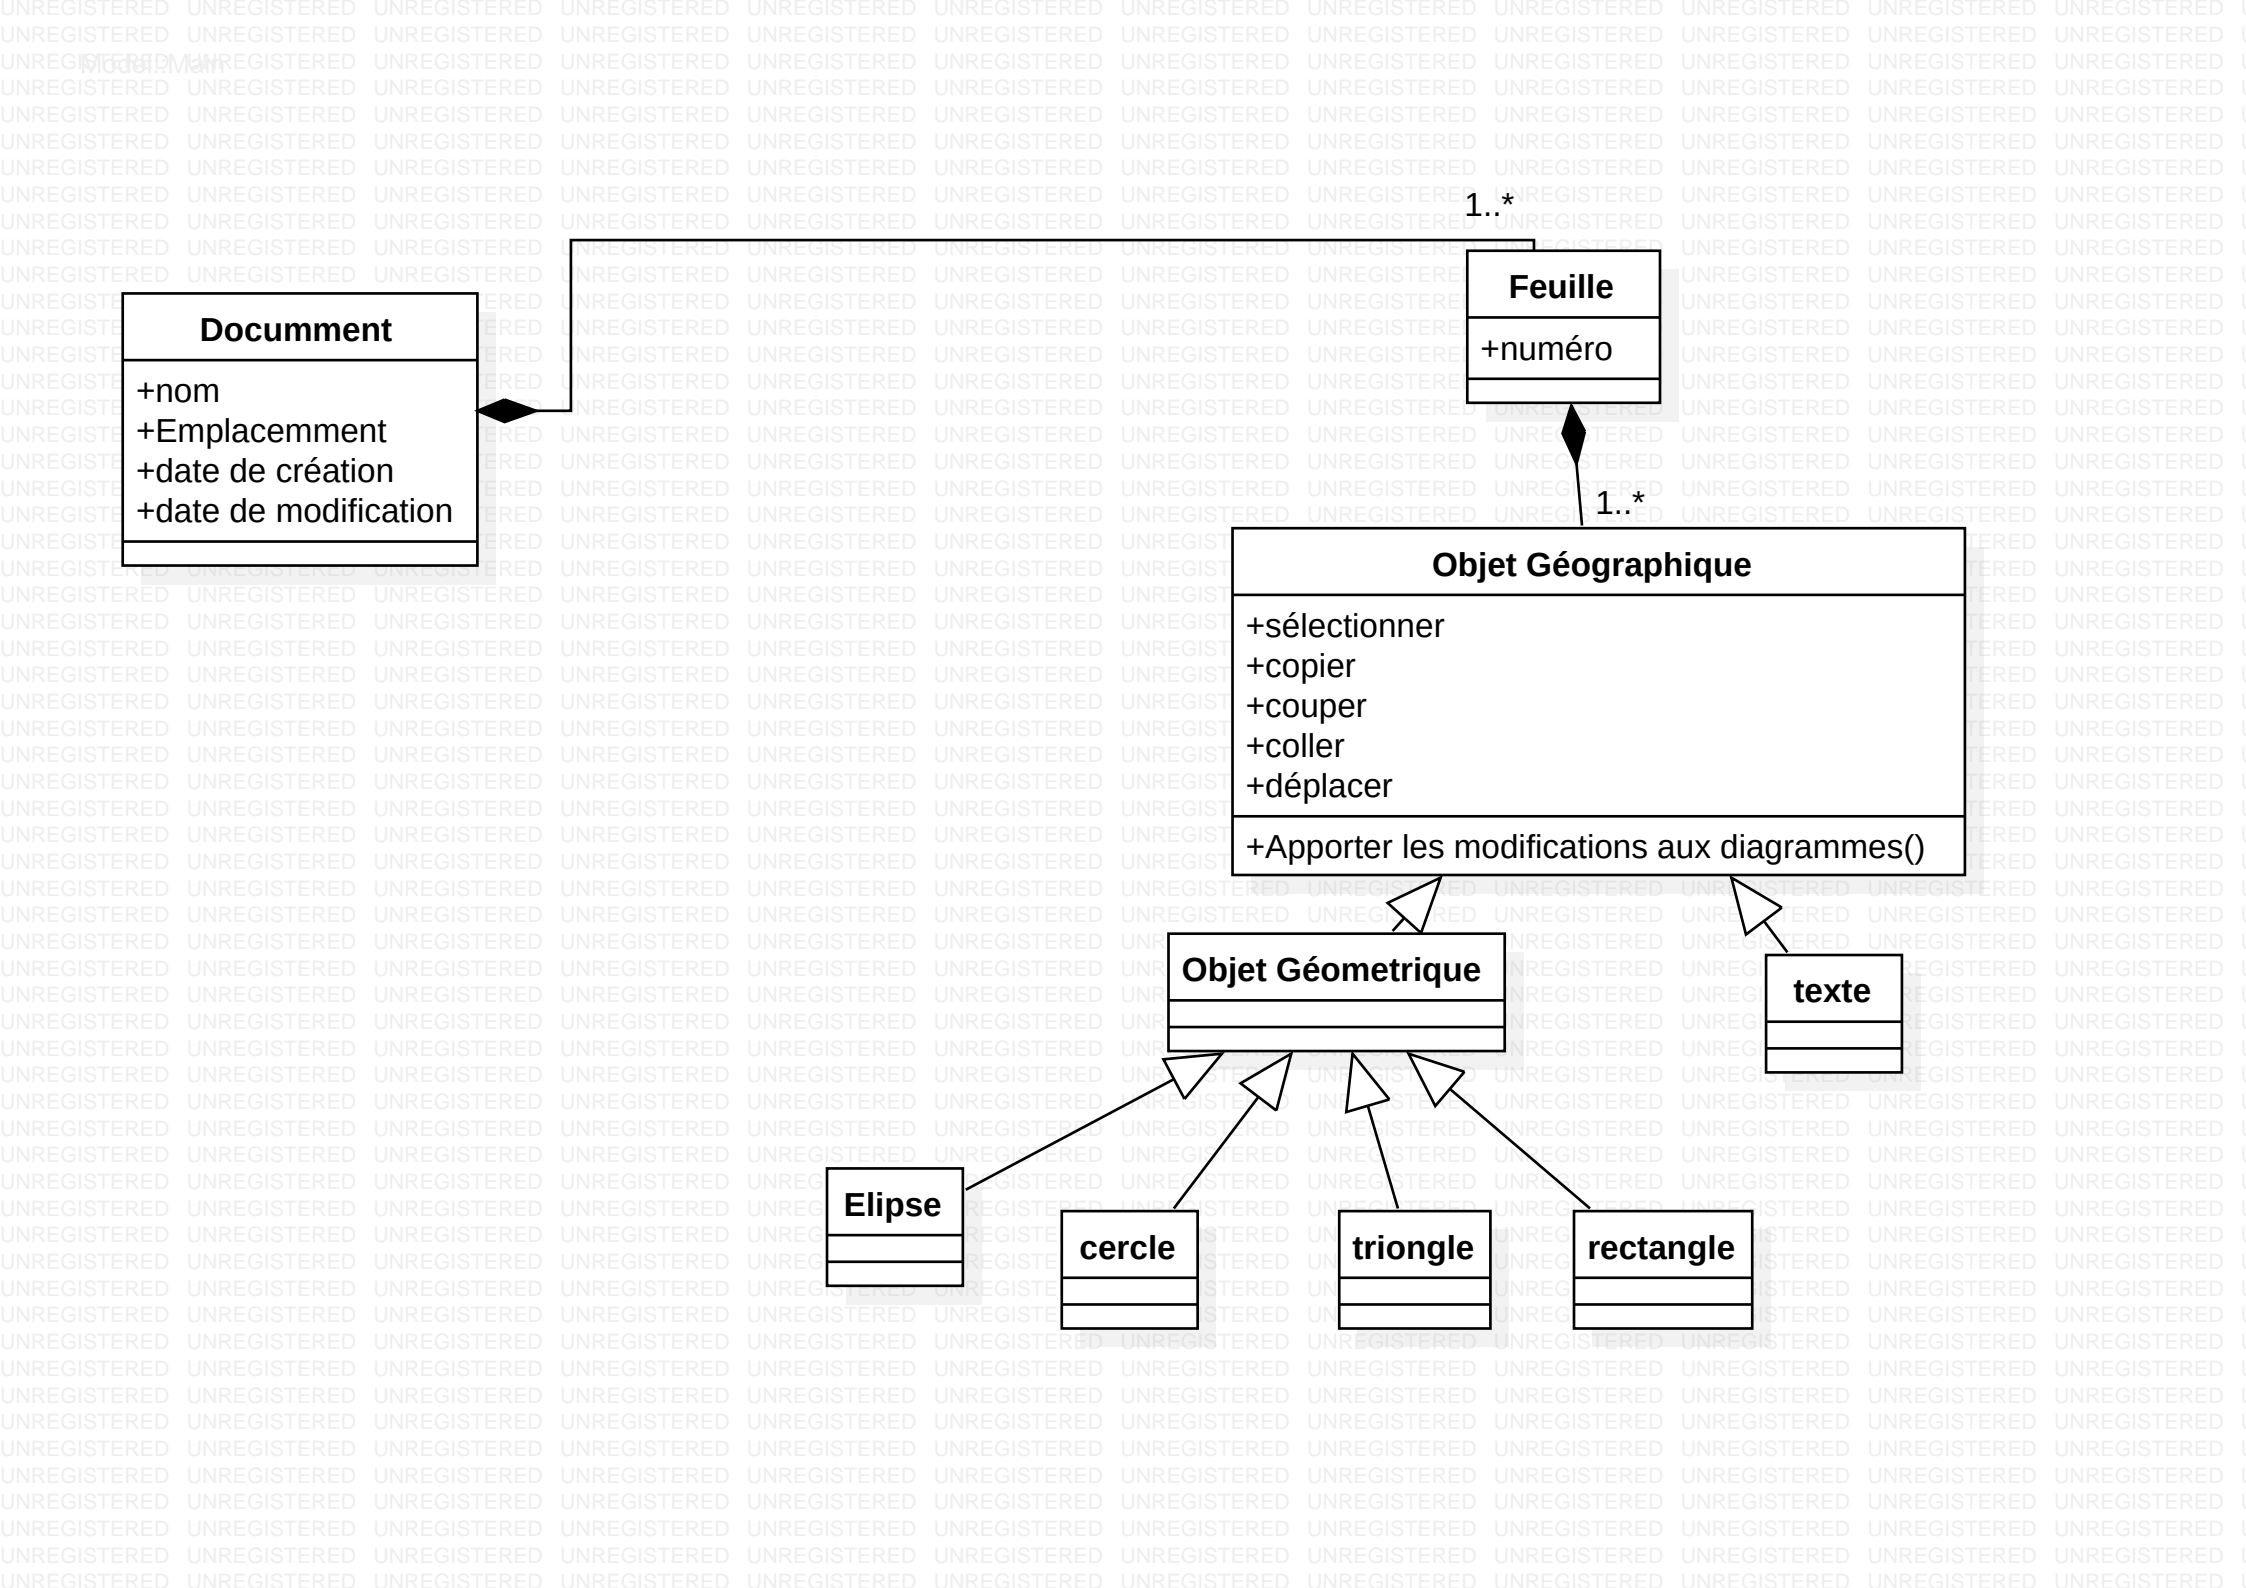 Model::Main
1..*
Feuille
+numéro
Documment
+nom
+Emplacemment
+date de création
+date de modification
1..*
Objet Géographique
+sélectionner
+copier
+couper
+coller
+déplacer
+Apporter les modifications aux diagrammes()
Objet Géometrique
texte
Elipse
cercle
triongle
rectangle
UNREGISTERED